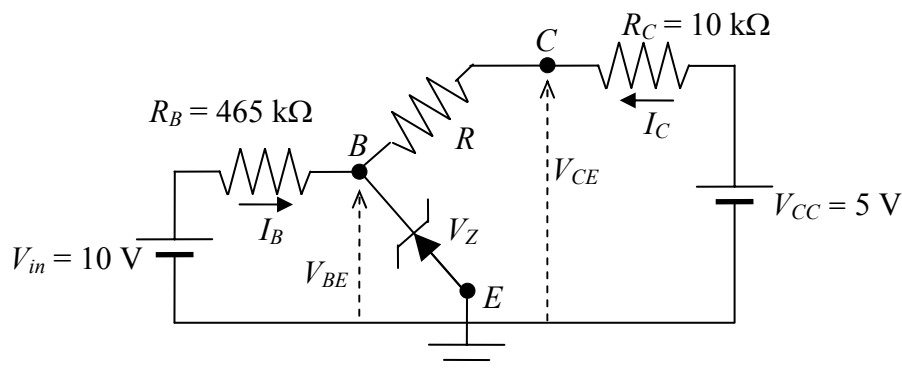 R_C = 10 kΩ
C
R_B = 465 kΩ
B
R
I_C
V_CE
I_B
V_Z
V_CC = 5 V
V_in = 10 V
V_BE
E